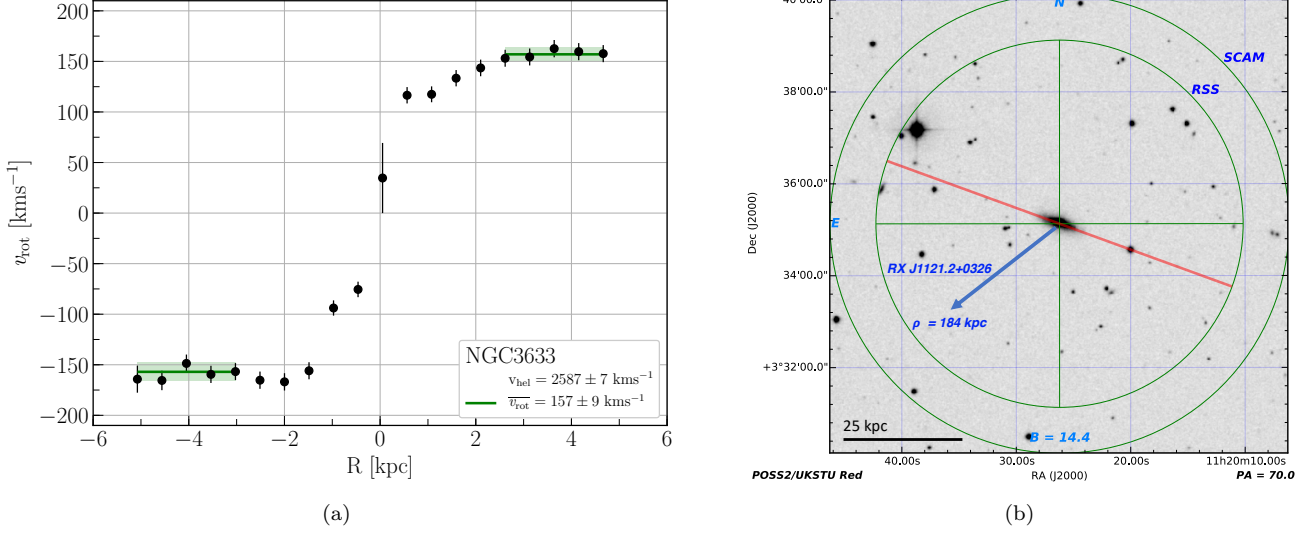 200
150
100
50
0
−50
−100
−150
−200
v_rot [kms⁻¹]
−6 −4 −2 0 2 4 6
R [kpc]
NGC3633
v_hel = 2587 ± 7 kms⁻¹
v_rot = 157 ± 9 kms⁻¹
(a)
N
SCAM
RSS
38'00.0"
36'00.0"
34'00.0"
+3°32'00.0"
Dec (J2000)
E
RX J1121.2+0326
ρ = 184 kpc
25 kpc
B = 14.4
40.00s 30.00s 20.00s 11h20m10.00s
POSS2/UKSTU Red
RA (J2000)
PA = 70.0
(b)